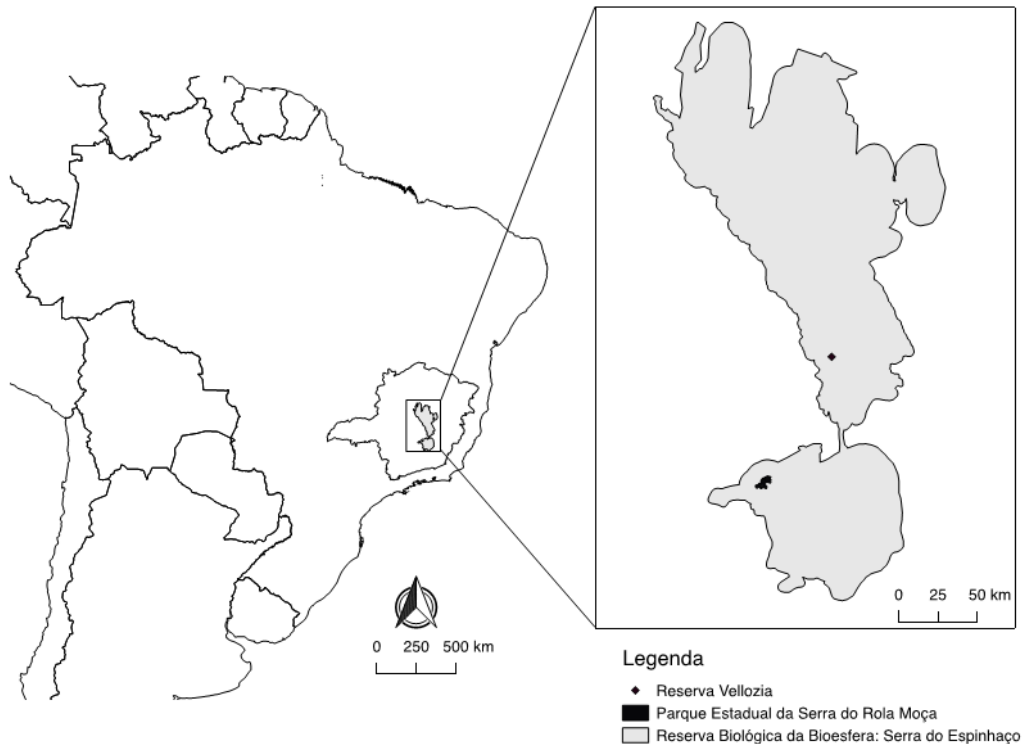 0 25 50 km
0 250 500 km
Legenda
Reserva Vellozia
Parque Estadual da Serra do Rola Moça
Reserva Biológica da Bioesfera: Serra do Espinhaço